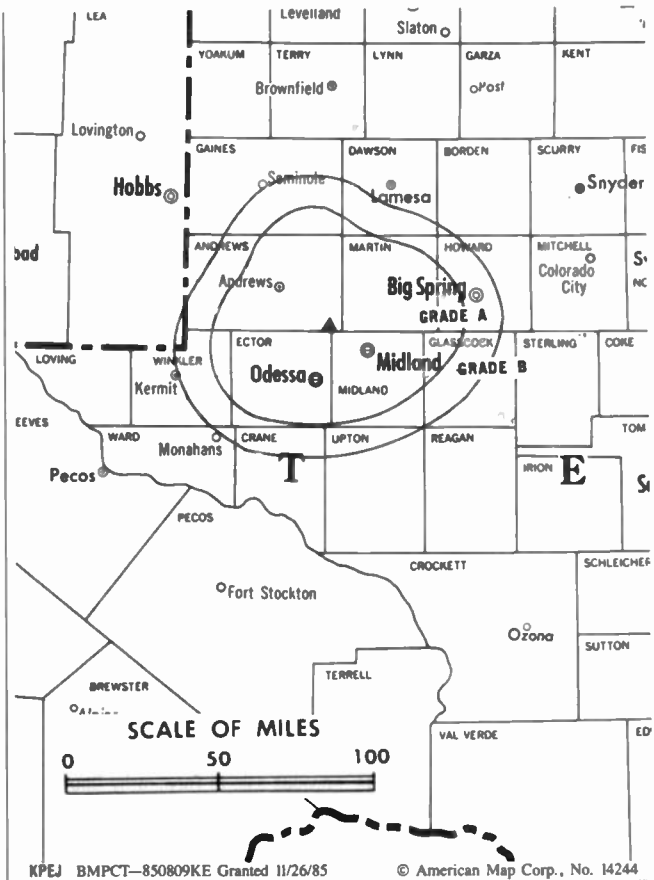 LEA
Levelland
Slaton
YOAKUM TERRY LYNN GARZA KENT
Brownfield
Post
Lovington
GAINES DAWSON BORDEN SCURRY FIS
Seminole
Hobbs
Lamesa
Snyder
bad
ANDREWS MARTIN HOWARD MITCHELL
Colorado
City
Andrews
Big Spring
NC
GRADE A
LOVING WINKLER ECTOR GLASSCOCK STERLING COKE
Midland
GRADE B
Kermit
Odessa
MIDLAND
EEVES
WARD
Monahans
CRANE UPTON REAGAN
TOM
T
IRION
E
Pecos
PECOS
CROCKETT
SCHLEICHER
Fort Stockton
Ozona
SUTTON
TERRELL
BREWSTER
SCALE OF MILES
VAL VERDE
ED
0 50 100
KPEJ BMPCT—850809KE Granted 11/26/85
© American Map Corp., No. 14244